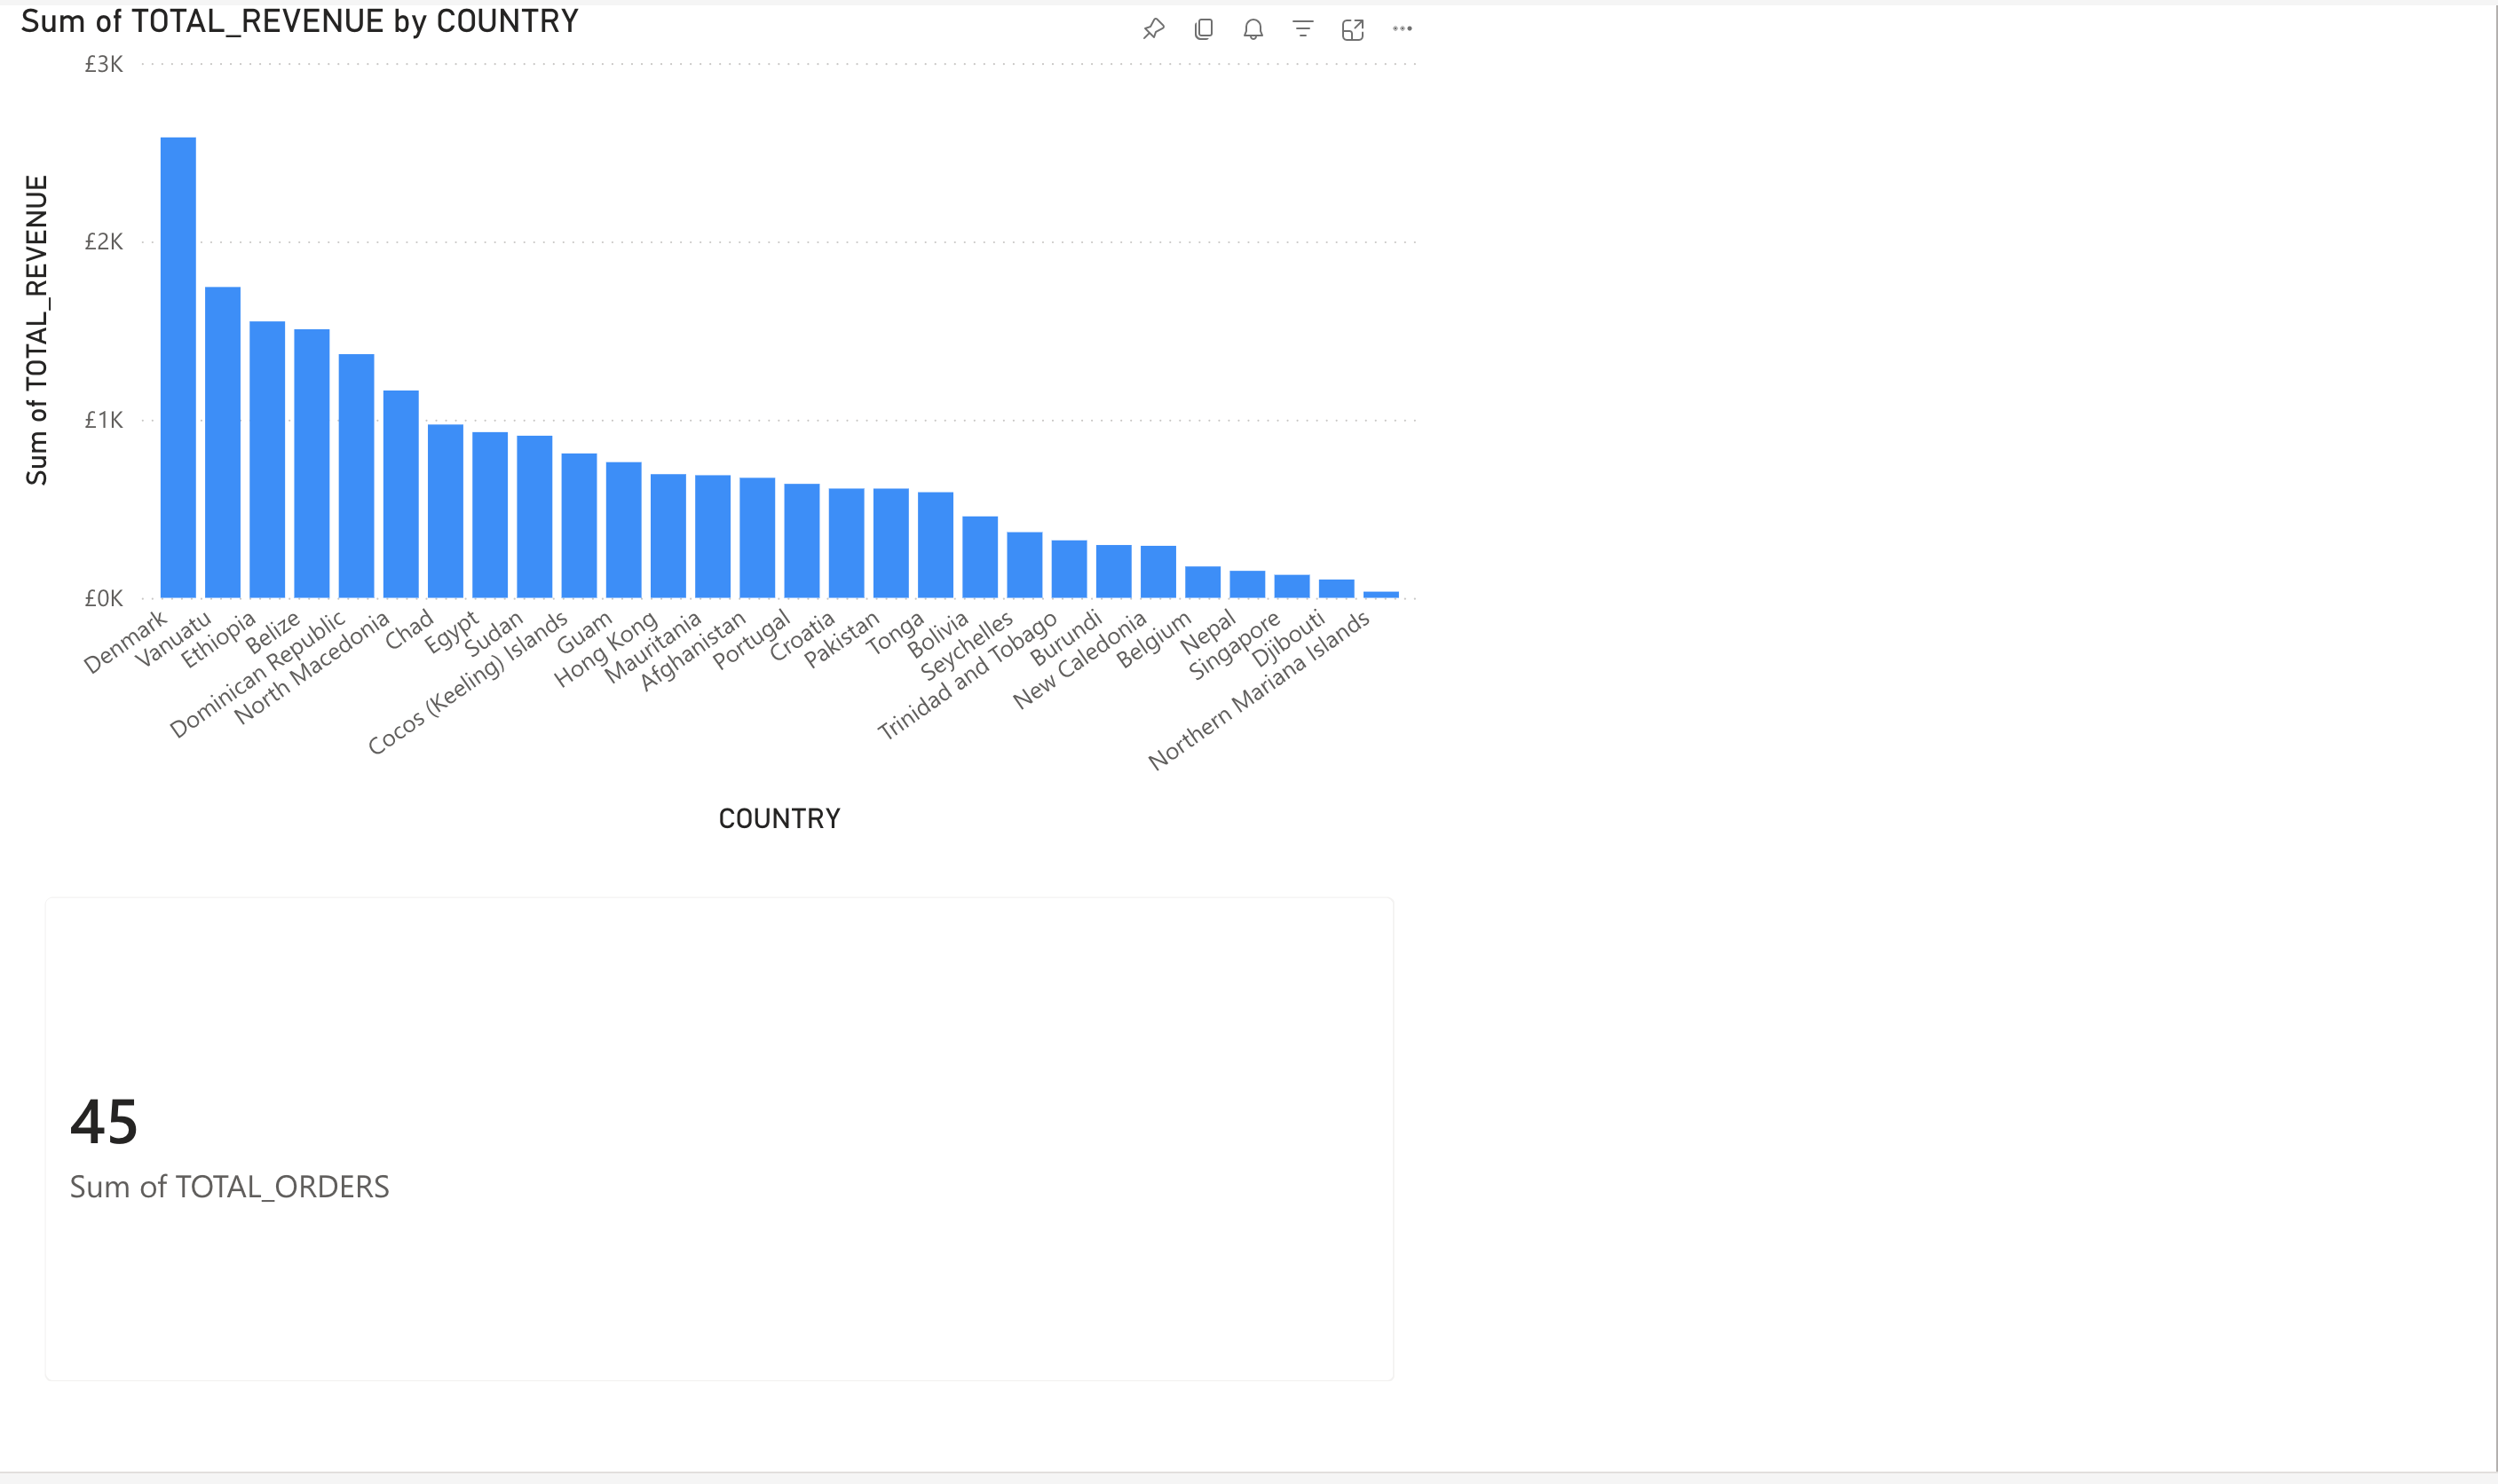 Sum of TOTAL_REVENUE by COUNTRY
£3K
£2K
£1K
£0K
Sum of TOTAL_REVENUE
Denmark
Vanuatu
Ethiopia
Belize
Dominican Republic
North Macedonia
Chad
Egypt
Sudan
Cocos (Keeling) Islands
Guam
Hong Kong
Mauritania
Afghanistan
Portugal
Croatia
Pakistan
Tonga
Bolivia
Seychelles
Trinidad and Tobago
Burundi
New Caledonia
Belgium
Nepal
Singapore
Djibouti
Northern Mariana Islands
COUNTRY
45
Sum of TOTAL_ORDERS